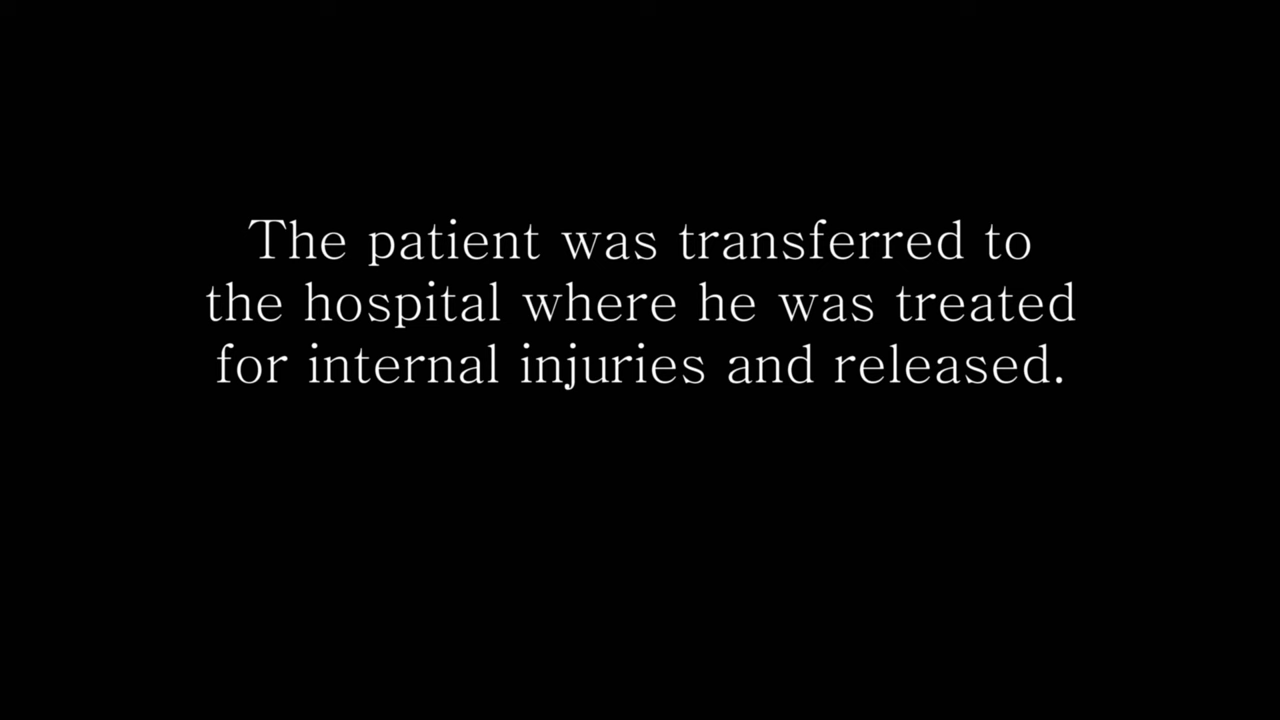 The patient was transferred to
the hospital where he was treated
for internal injuries and released.